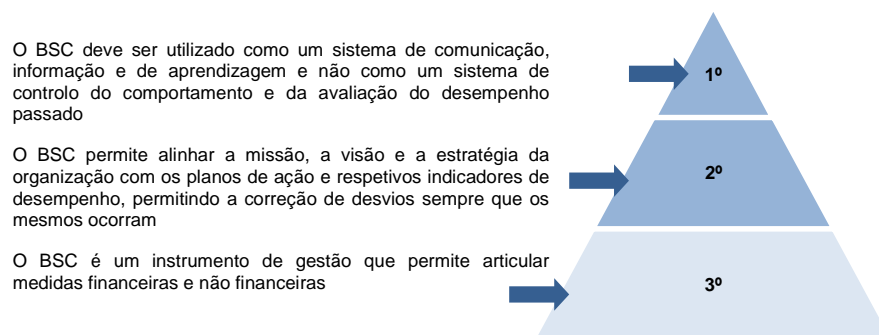 O BSC deve ser utilizado como um sistema de comunicação,
informação e de aprendizagem e não como um sistema de
controlo do comportamento e da avaliação do desempenho
passado
1º
O BSC permite alinhar a missão, a visão e a estratégia da
organização com os planos de ação e respetivos indicadores de
desempenho, permitindo a correção de desvios sempre que os
mesmos ocorram
2º
O BSC é um instrumento de gestão que permite articular
medidas financeiras e não financeiras
3º